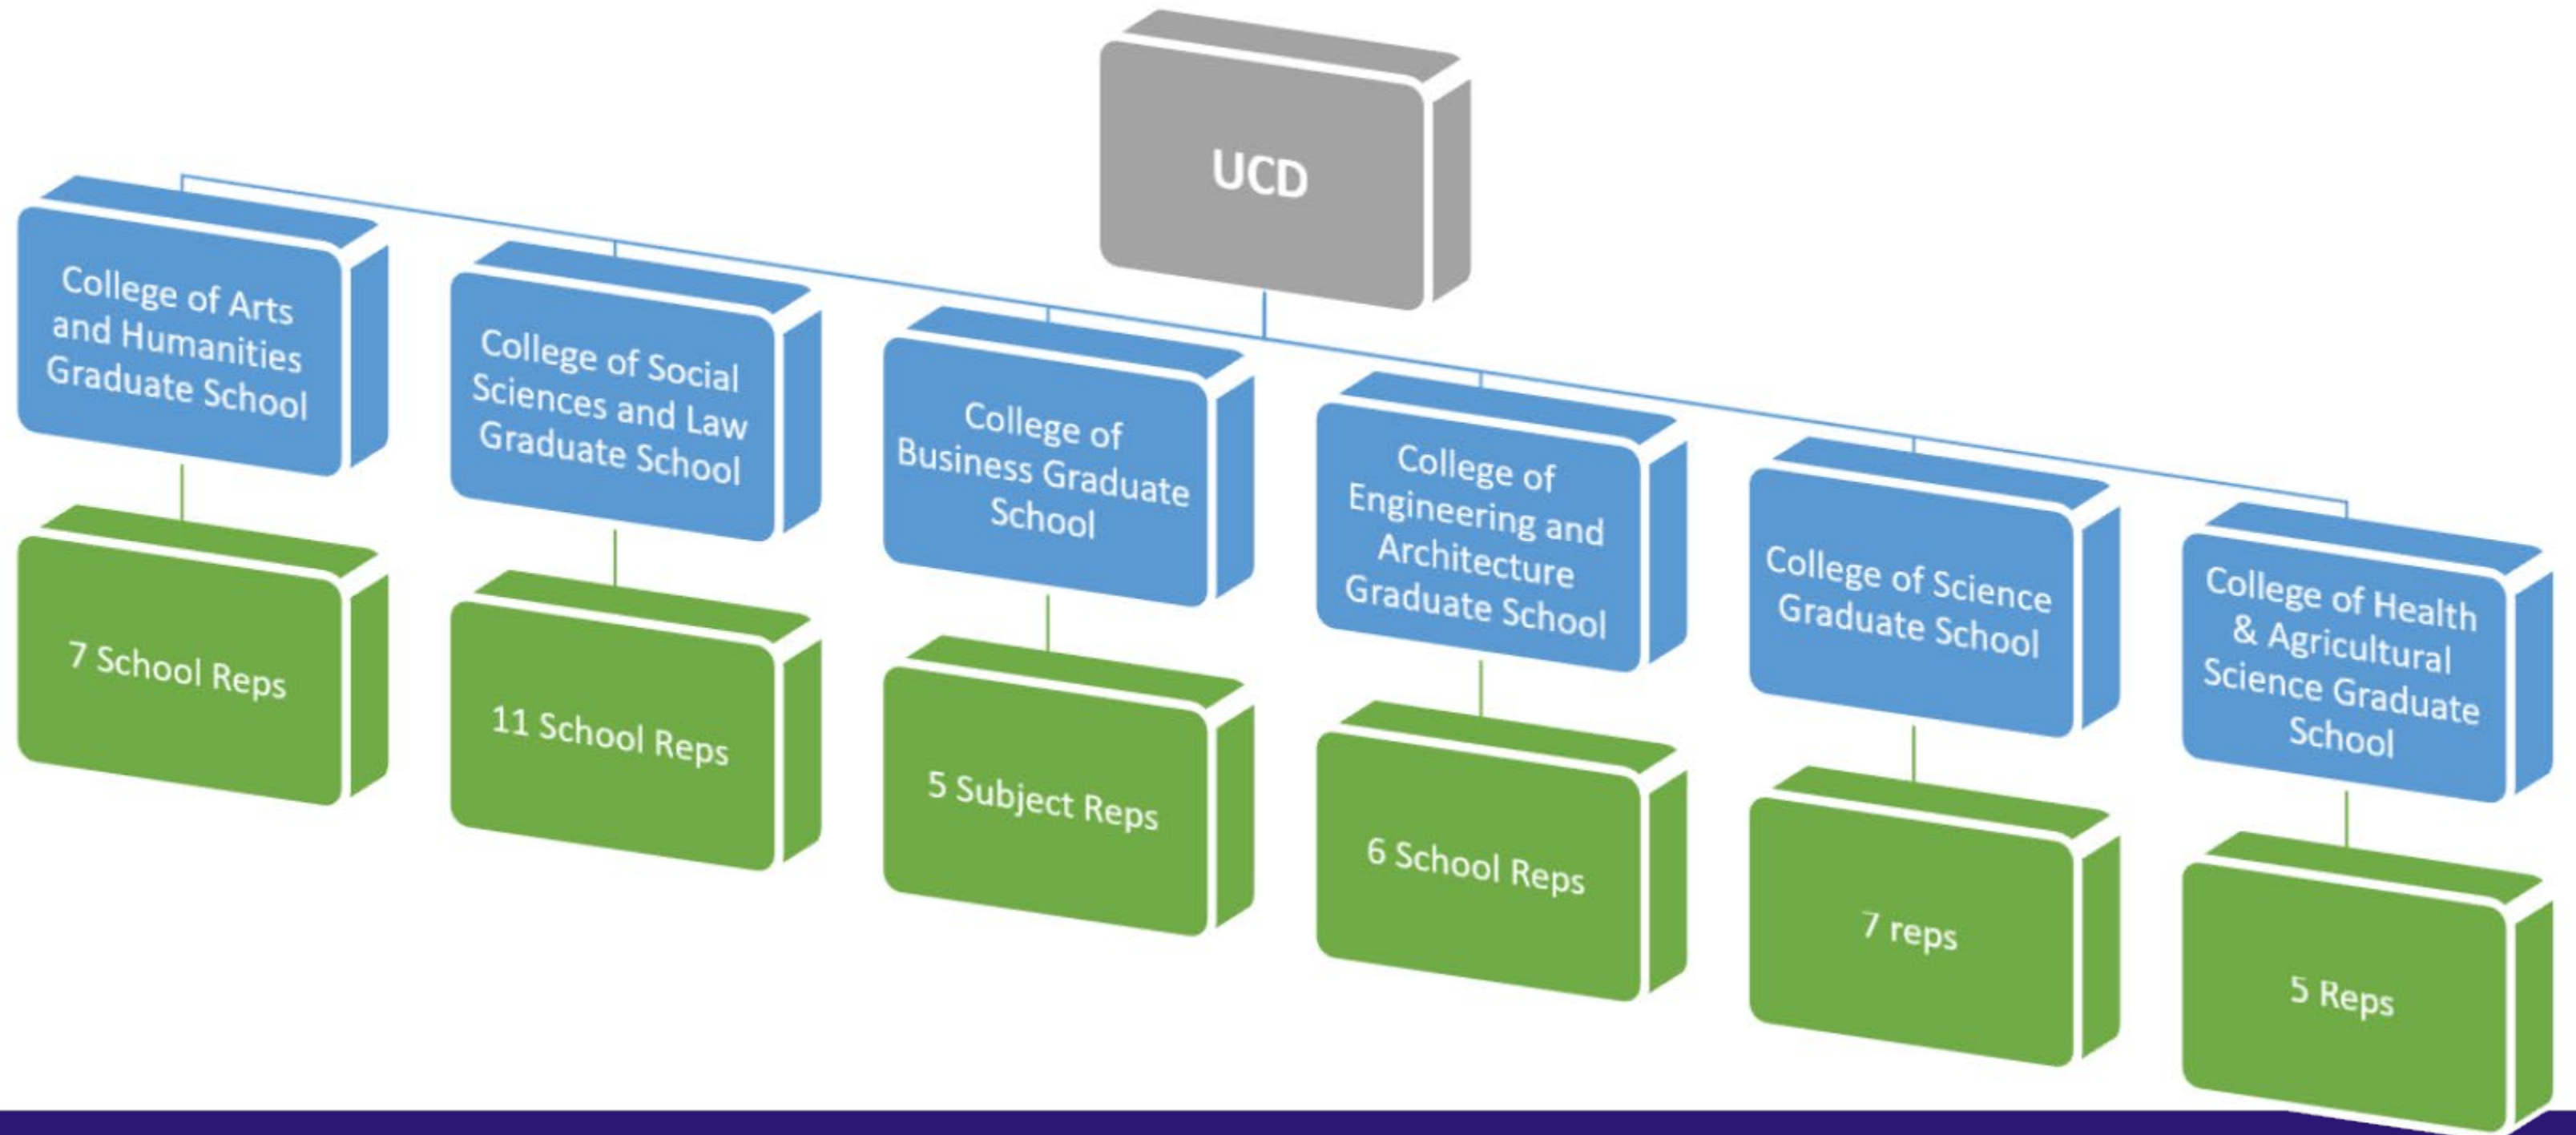 UCD
College of Arts
and Humanities
Graduate School
College of Social
Sciences and Law
Graduate School
College of
Business Graduate
School
College of
Engineering and
Architecture
Graduate School
College of Science
Graduate School
College of Health
& Agricultural
Science Graduate
School
7 School Reps
11 School Reps
5 Subject Reps
6 School Reps
7 reps
5 Reps